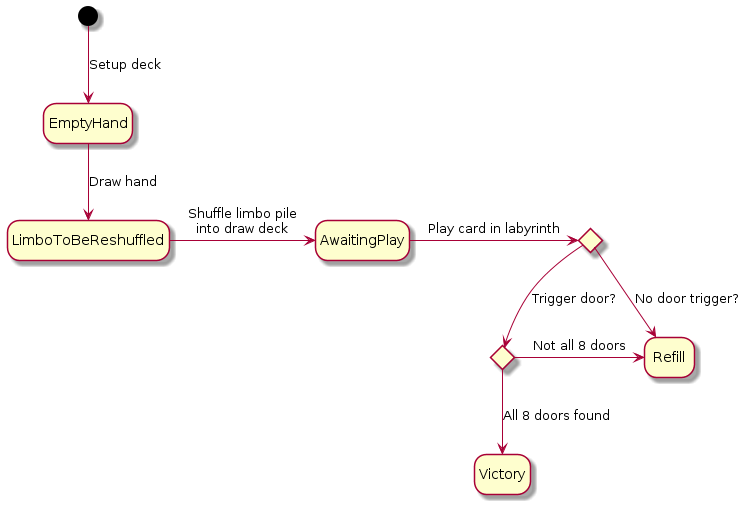 Setup deck
EmptyHand
Draw hand
Shuffle limbo pile
into draw deck
Play card in labyrinth
LimboToBeReshuffled
AwaitingPlay
Trigger door?
No door trigger?
Not all 8 doors
Refill
All 8 doors found
Victory